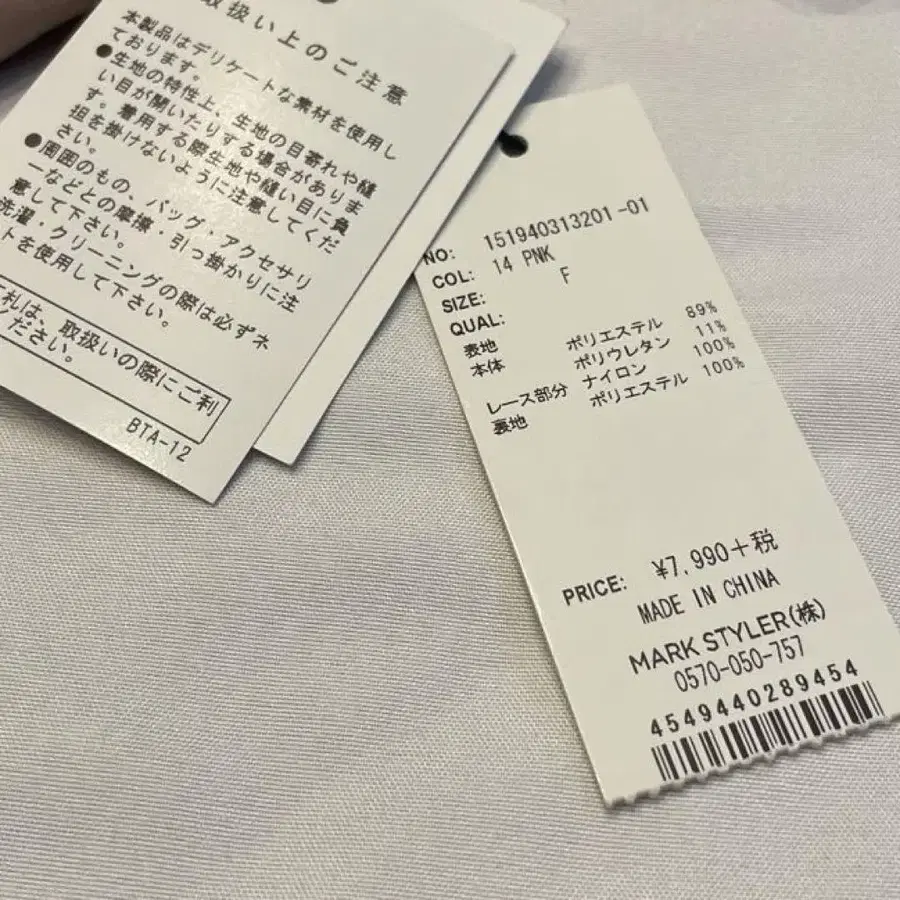 取扱い上のご注意
本製品はデリケートな素材を使用し
ております。
●生地の特性上、生地の目寄れや縫
い目が開いたりする場合がありま
す。着用する際生地や縫い目に負
担を掛けないように注意してくだ
さい。
●周囲のもの、バッグ・アクセサリ
ーなどとの摩擦・引っ掛かりに注
意して下さい。
洗濯・クリーニングの際は必ずネ
ットを使用して下さい。
札は、取扱いの際にご利
ください。
BTA-12
NO: 151940313201-01
COL: 14 PNK
SIZE: F
QUAL:
表地
本体 ポリエステル 89%
ポリウレタン 11%
レース部分 ナイロン 100%
裏地 ポリエステル 100%
PRICE: ¥7,990+税
MADE IN CHINA
MARK STYLER(株)
0570-050-757
4549440289454